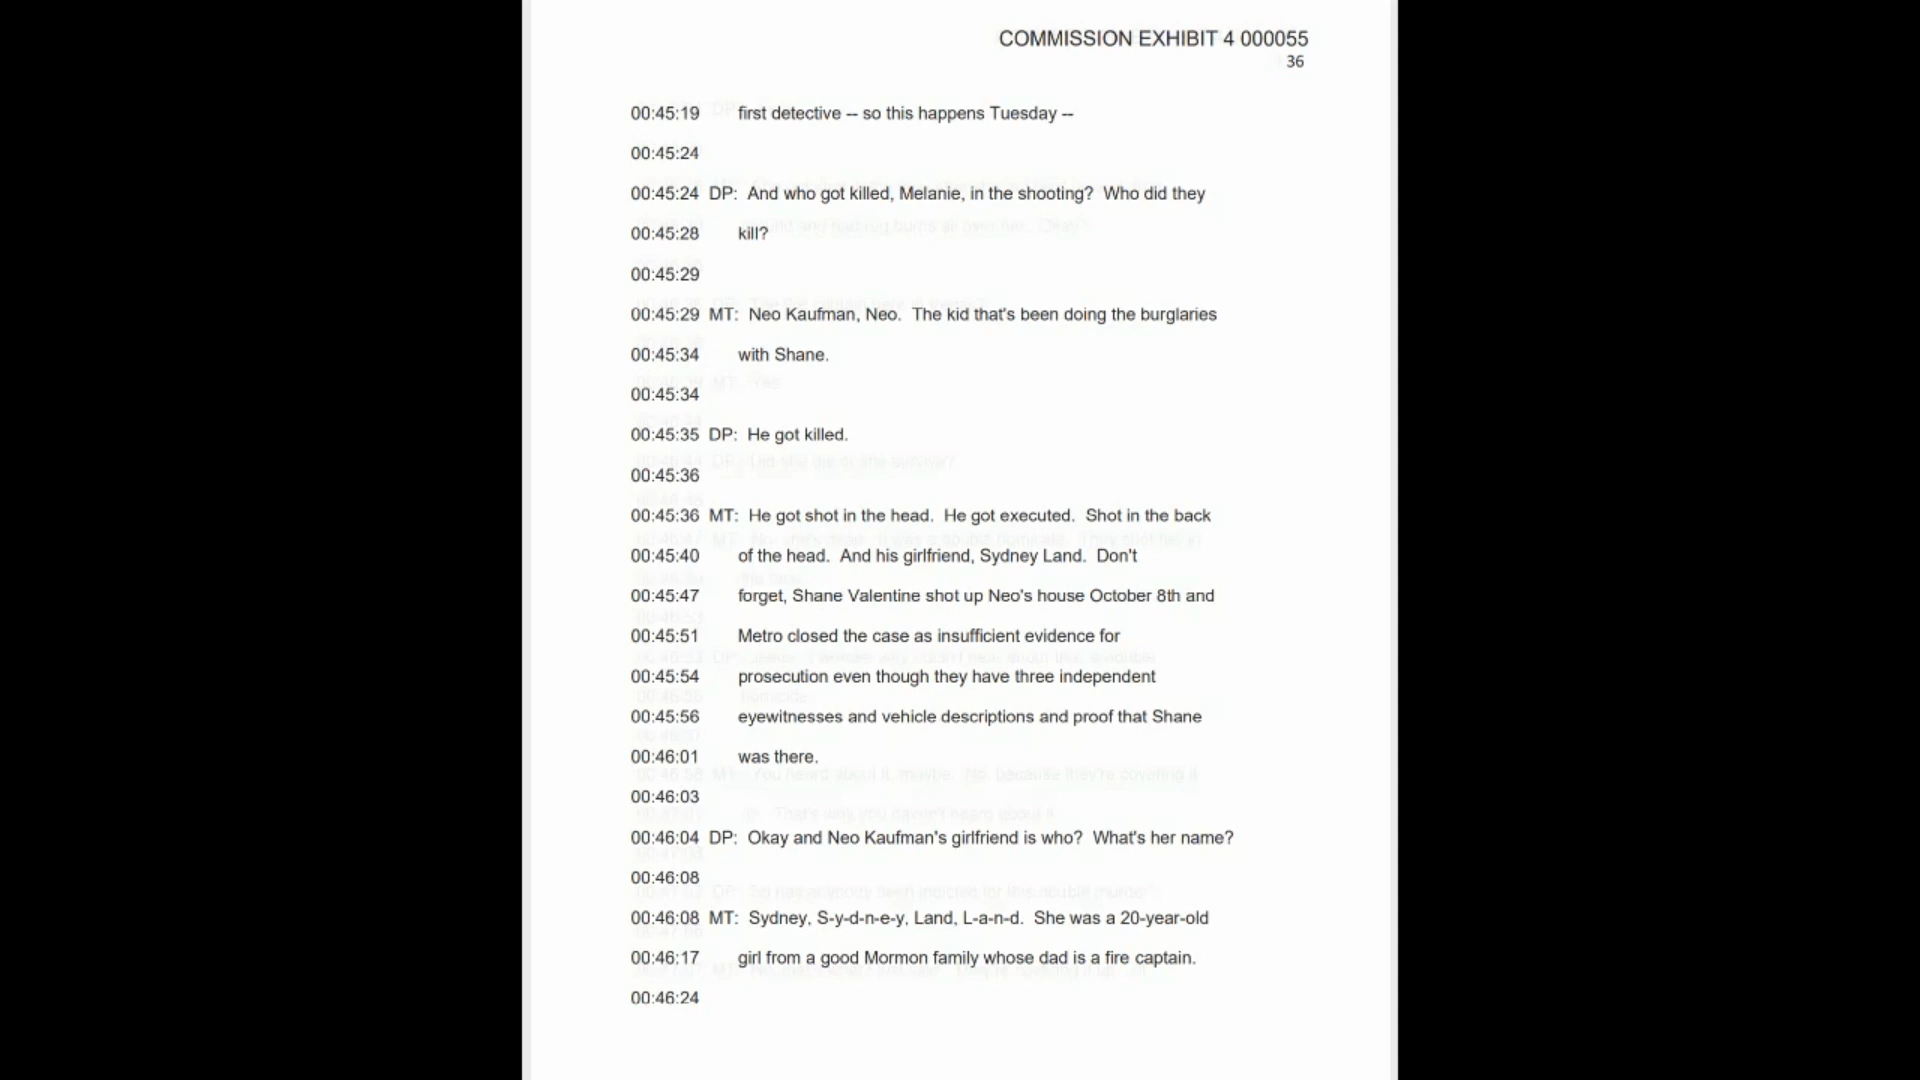 COMMISSION EXHIBIT 4 000055
36
00:45:19 first detective -- so this happens Tuesday --
00:45:24
00:45:24 DP: And who got killed, Melanie, in the shooting? Who did they
00:45:28 kill?
00:45:29
00:45:29 MT: Neo Kaufman, Neo. The kid that's been doing the burglaries
00:45:34 with Shane.
00:45:34
00:45:35 DP: He got killed.
00:45:36
00:45:36 MT: He got shot in the head. He got executed. Shot in the back
00:45:40 of the head. And his girlfriend, Sydney Land. Don't
00:45:47 forget, Shane Valentine shot up Neo's house October 8th and
00:45:51 Metro closed the case as insufficient evidence for
00:45:54 prosecution even though they have three independent
00:45:56 eyewitnesses and vehicle descriptions and proof that Shane
00:46:01 was there.
00:46:03
00:46:04 DP: Okay and Neo Kaufman's girlfriend is who? What's her name?
00:46:08
00:46:08 MT: Sydney, S-y-d-n-e-y, Land, L-a-n-d. She was a 20-year-old
00:46:17 girl from a good Mormon family whose dad is a fire captain.
00:46:24